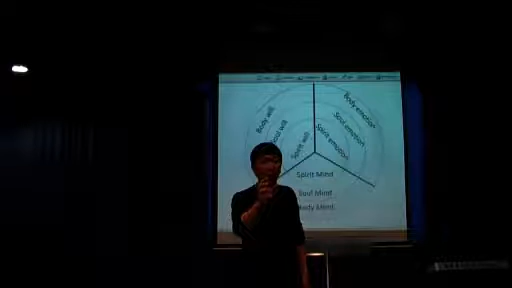 Body will
Soul will
Spirit will
Body emotion
Soul emotion
Spirit emotion
Spirit Mind
Soul Mind
Body Mind